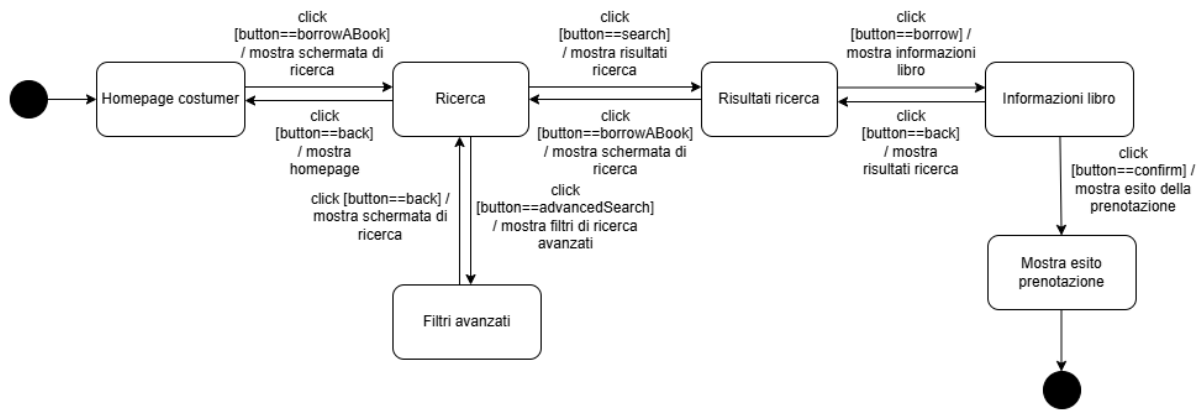 click
[button==borrowABook]
/ mostra schermata di
ricerca
click
[button==search]
/ mostra risultati
ricerca
click
[button==borrow] /
mostra informazioni
libro
Homepage costumer
Ricerca
Risultati ricerca
Informazioni libro
click
[button==back]
/ mostra
homepage
click
[button==borrowABook]
/ mostra schermata di
ricerca
click
[button==back]
/ mostra
risultati ricerca
click
[button==confirm] /
mostra esito della
prenotazione
click [button==back] /
mostra schermata di
ricerca
click
[button==advancedSearch]
/ mostra filtri di ricerca
avanzati
Mostra esito
prenotazione
Filtri avanzati